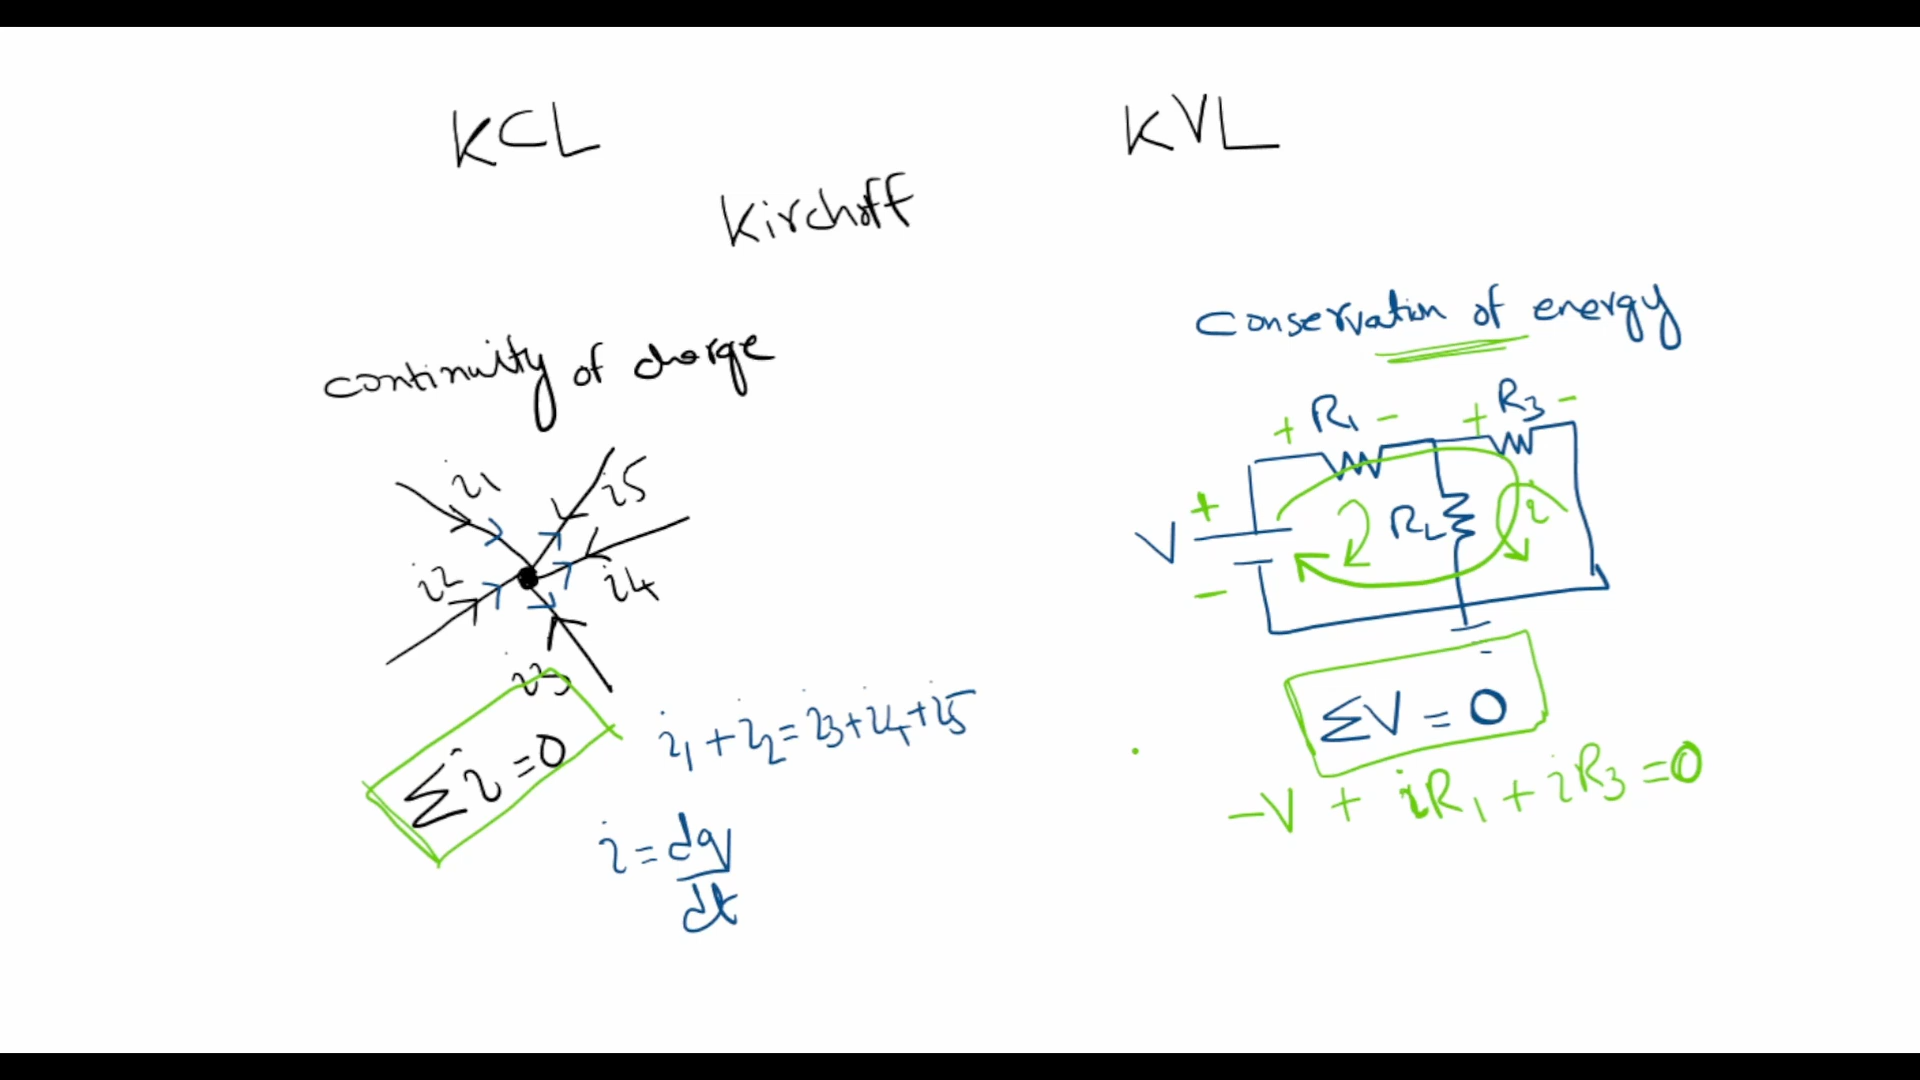 KCL
KVL
Kirchoff
continuity of charge
i1
i5
i2
i4
i3
Σi=0
i1+i2=i3+i4+i5
i=dq/dt
conservation of energy
+ R1 - + R3 -
+
V
-
R2
i
ΣV=0
-V + iR1+iR3=0